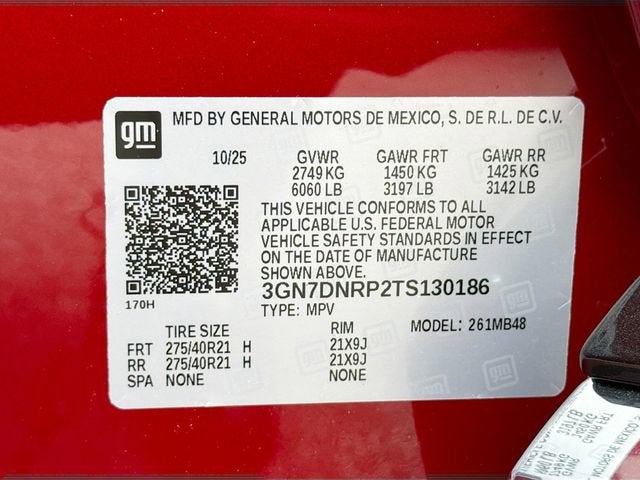 gm
MFD BY GENERAL MOTORS DE MEXICO, S. DE R.L. DE C.V.
10/25 GVWR GAWR FRT GAWR RR
2749 KG 1450 KG 1425 KG
6060 LB 3197 LB 3142 LB
THIS VEHICLE CONFORMS TO ALL
APPLICABLE U.S. FEDERAL MOTOR
VEHICLE SAFETY STANDARDS IN EFFECT
ON THE DATE OF MANUFACTURE
SHOWN ABOVE.
170H
3GN7DNRP2TS130186
TYPE: MPV
TIRE SIZE RIM MODEL: 261MB48
FRT 275/40R21 H 21X9J
RR 275/40R21 H 21X9J
SPA NONE NONE
GAWR FRT